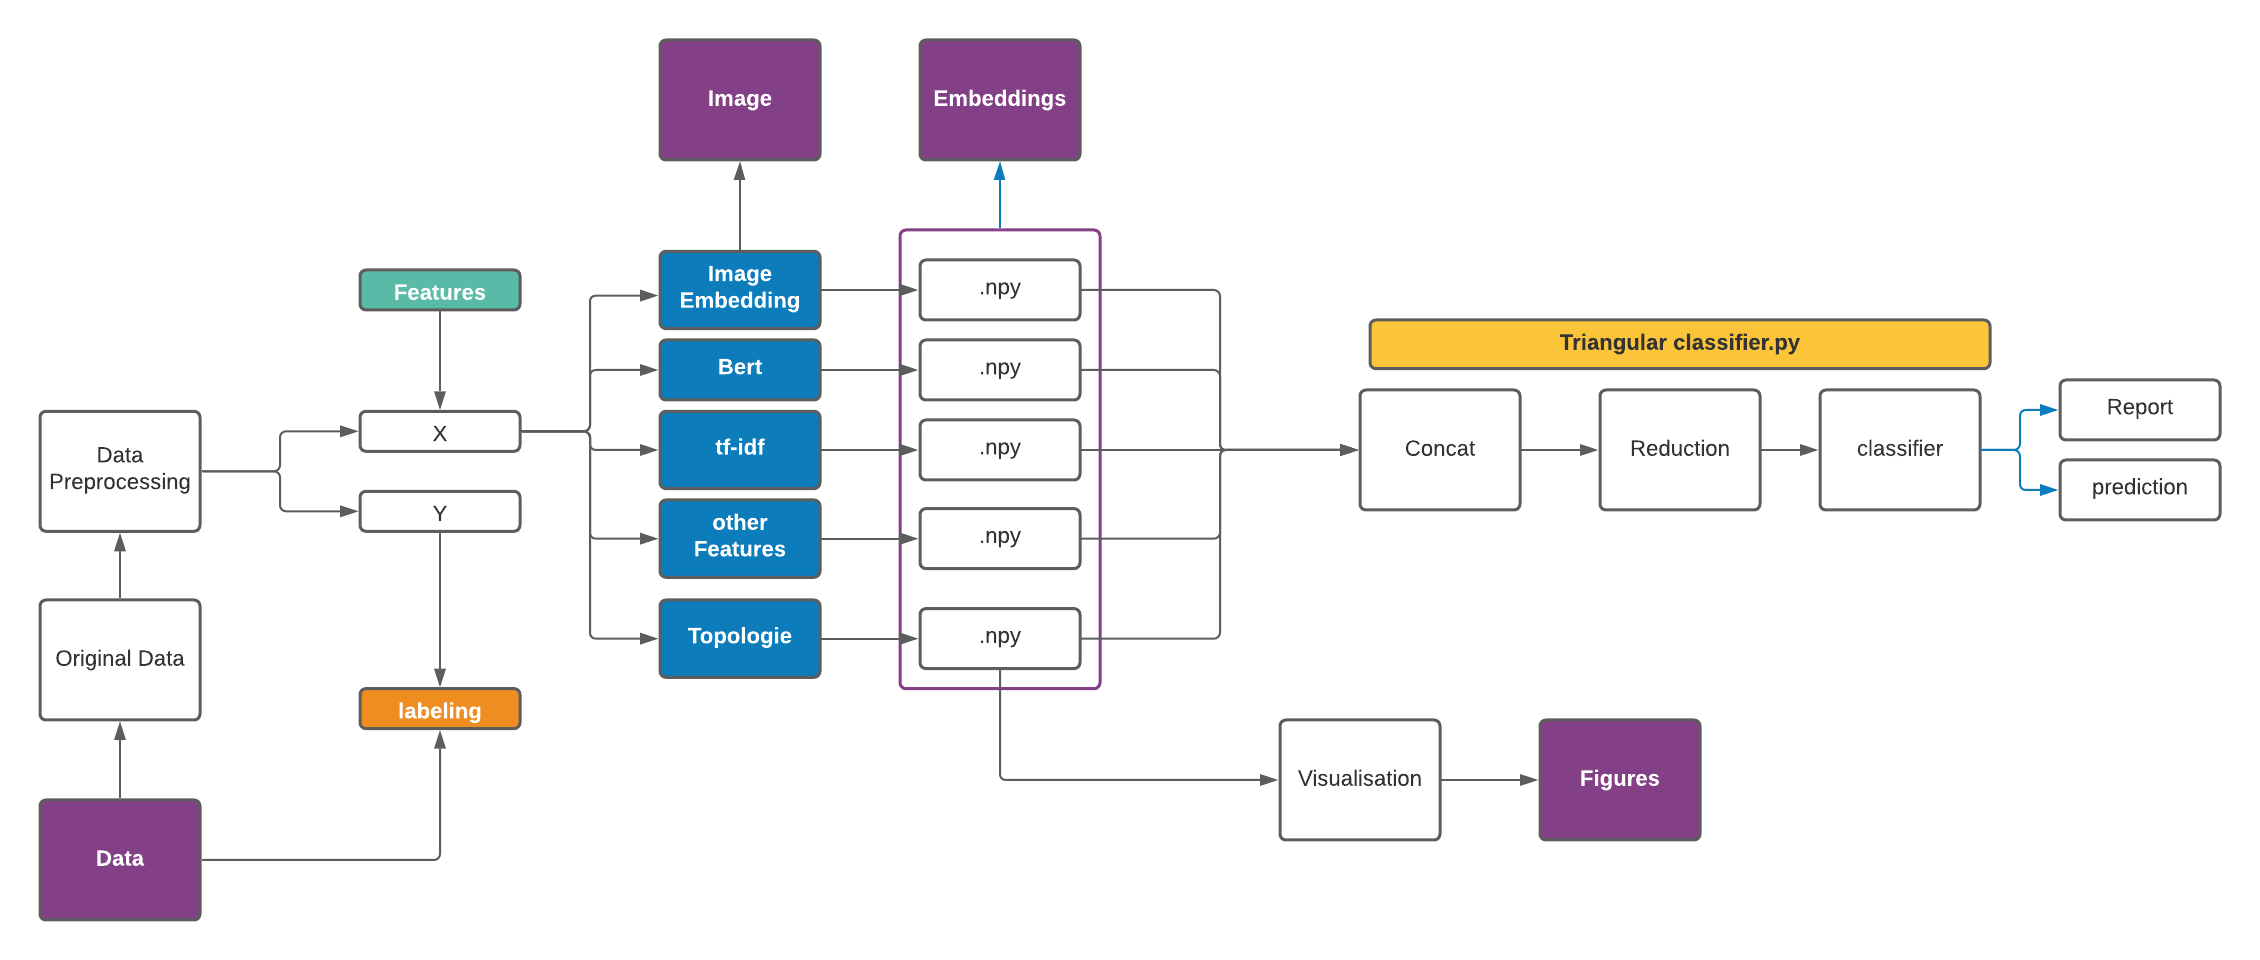 Image
Embeddings
Features
Image
Embedding
.npy
Bert
.npy
Triangular classifier.py
X
tf-idf
.npy
Data
Preprocessing
Y
other
Features
.npy
Concat
Reduction
classifier
Report
prediction
Original Data
Topologie
.npy
labeling
Visualisation
Figures
Data